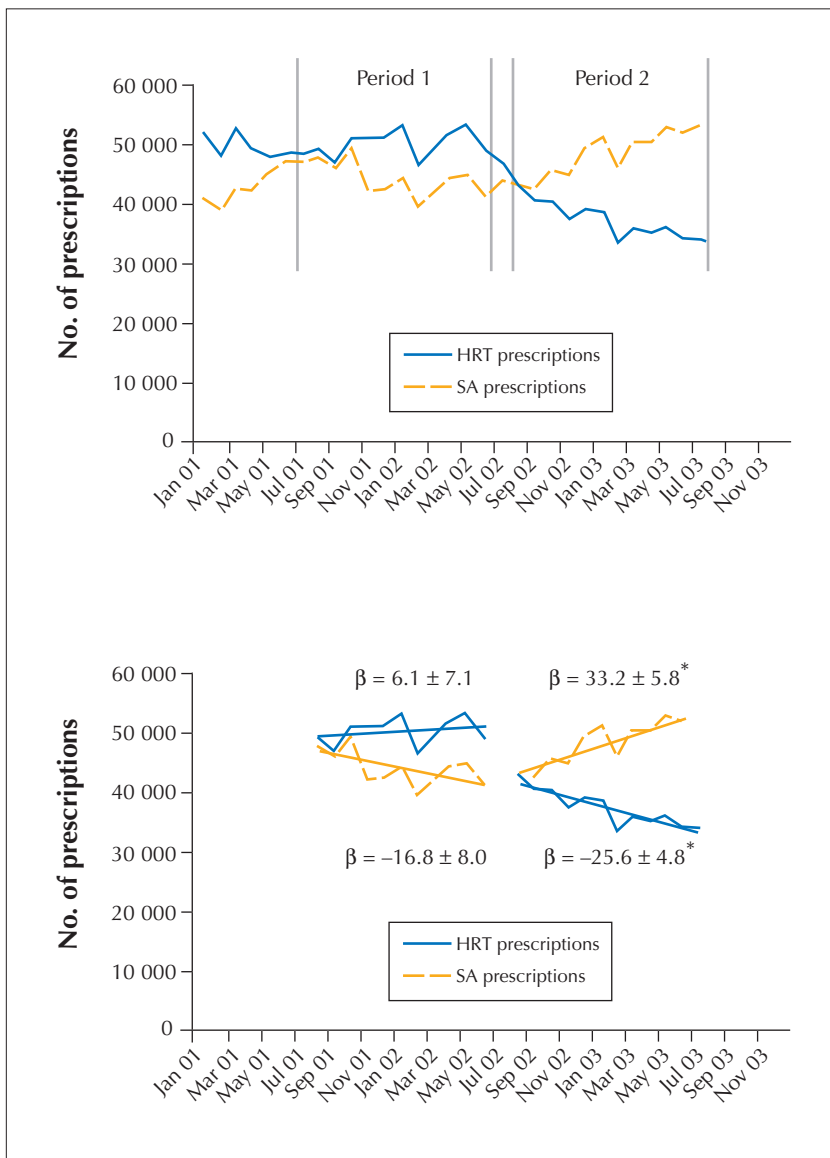 Period 1 Period 2
60 000
50 000
40 000
30 000
20 000
10 000
0
No. of prescriptions
HRT prescriptions
SA prescriptions
Jan 01 Mar 01 May 01 Jul 01 Sep 01 Nov 01 Jan 02 Mar 02 May 02 Jul 02 Sep 02 Nov 02 Jan 03 Mar 03 May 03 Jul 03 Sep 03 Nov 03
60 000
50 000
40 000
30 000
20 000
10 000
0
No. of prescriptions
β = 6.1 ± 7.1 β = 33.2 ± 5.8*
β = –16.8 ± 8.0 β = –25.6 ± 4.8*
HRT prescriptions
SA prescriptions
Jan 01 Mar 01 May 01 Jul 01 Sep 01 Nov 01 Jan 02 Mar 02 May 02 Jul 02 Sep 02 Nov 02 Jan 03 Mar 03 May 03 Jul 03 Sep 03 Nov 03